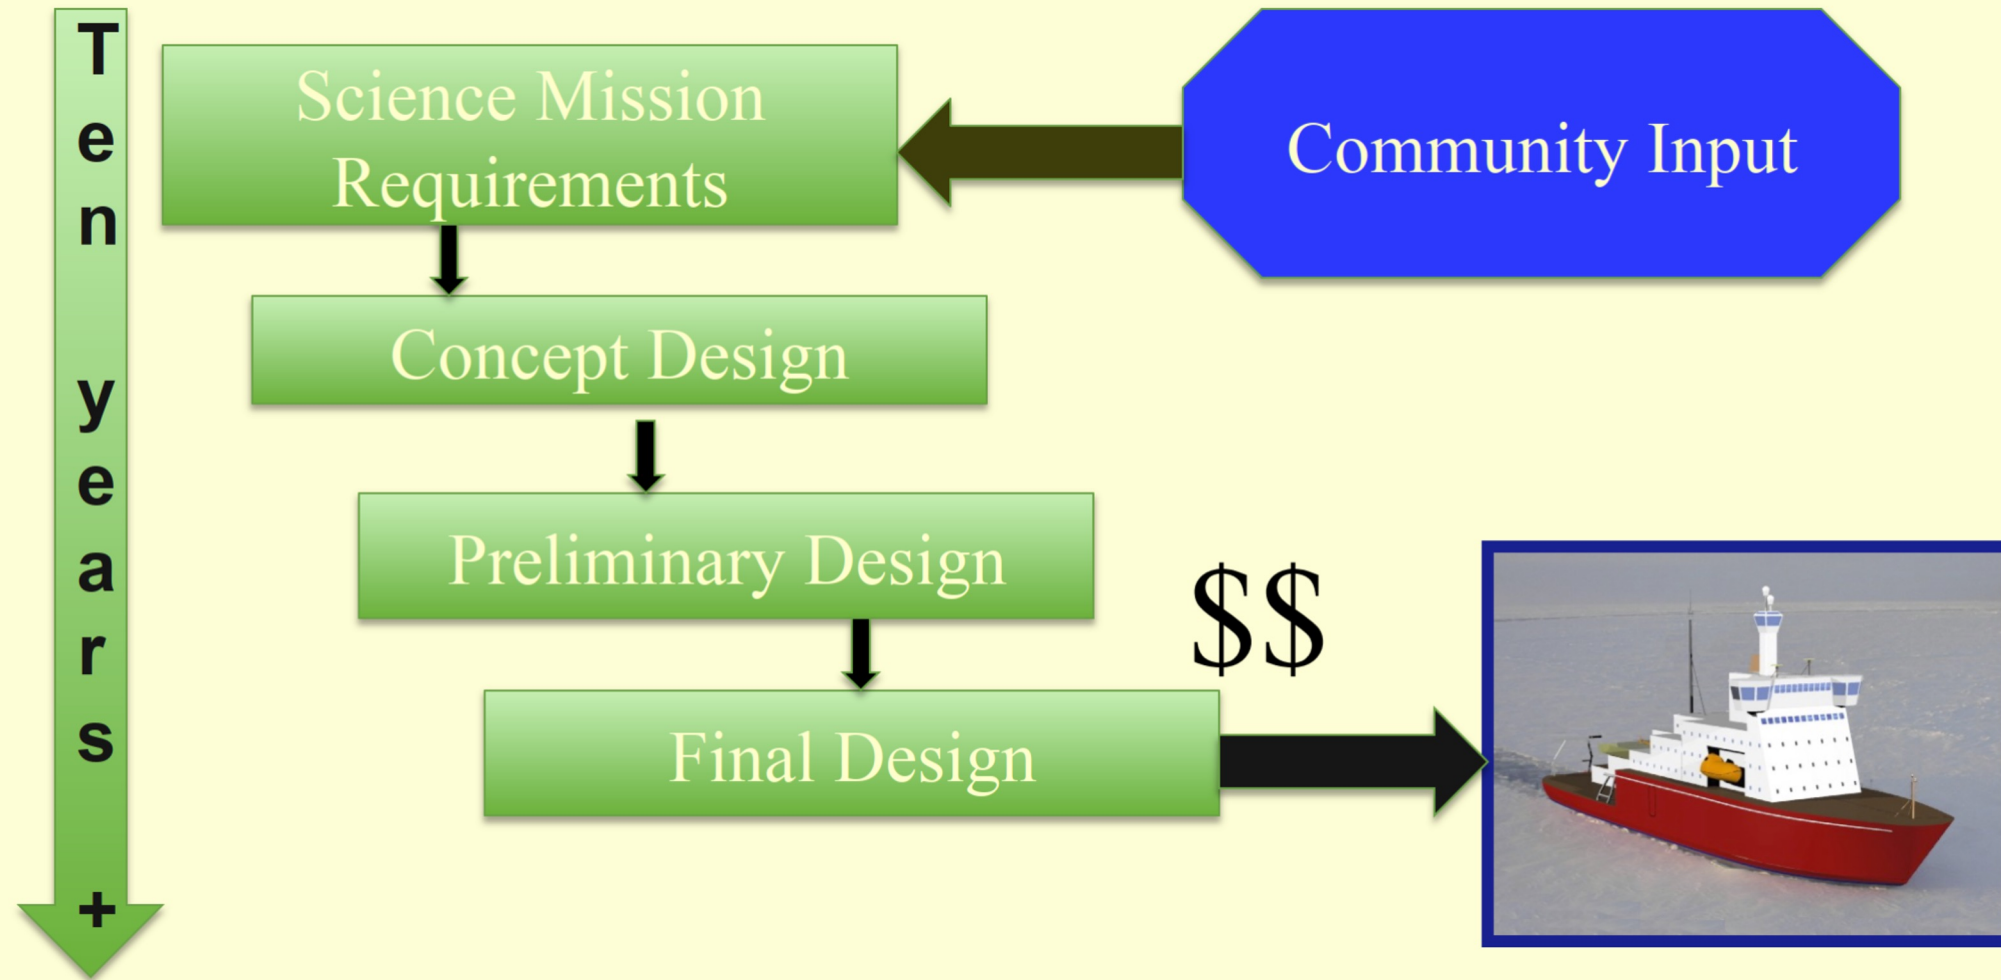 Ten years +
Science Mission
Requirements
Community Input
Concept Design
Preliminary Design
$$
Final Design